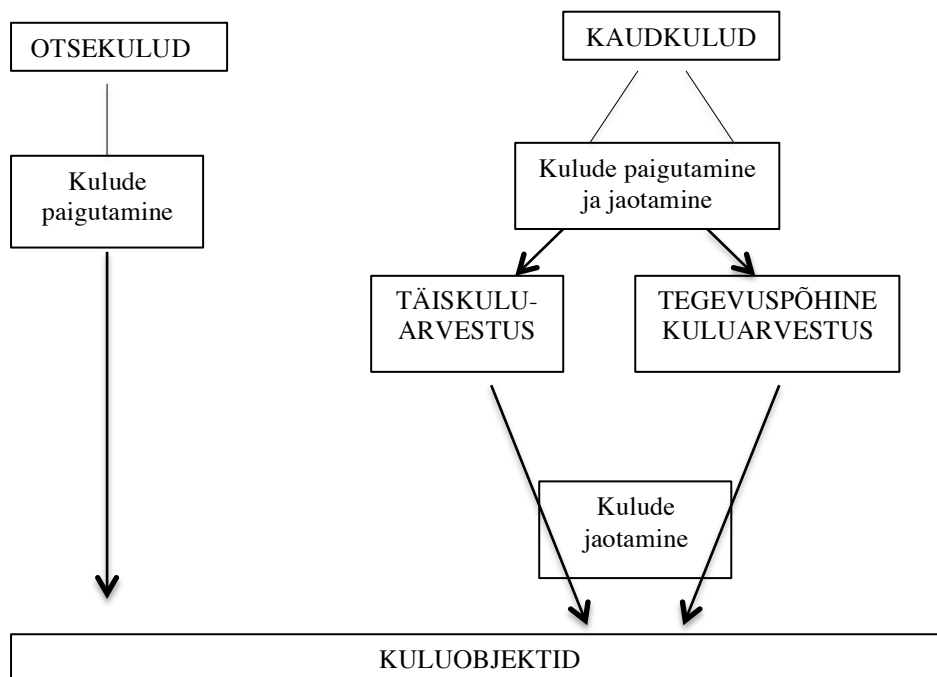 OTSEKULUD
KAUDKULUD
Kulude
paigutamine
Kulude paigutamine
ja jaotamine
TÄISKULU-
ARVESTUS
TEGEVUSPÕHINE
KULUARVESTUS
Kulude
jaotamine
KULUOBJEKTID